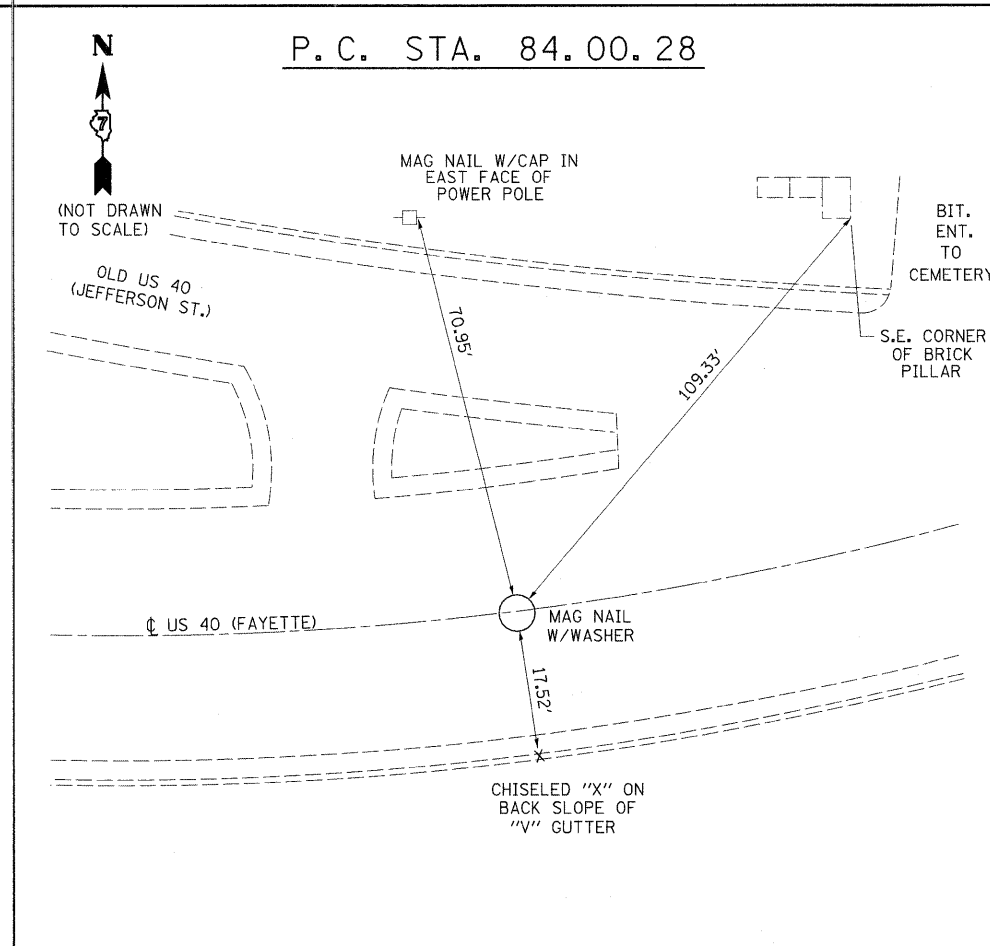 P.C. STA. 84.00.28
N
7
(NOT DRAWN
TO SCALE)
MAG NAIL W/CAP IN
EAST FACE OF
POWER POLE
BIT.
ENT.
TO
CEMETERY
OLD US 40
(JEFFERSON ST.)
70.95'
109.33'
S.E. CORNER
OF BRICK
PILLAR
℄ US 40 (FAYETTE)
MAG NAIL
W/WASHER
17.52'
X
CHISELED "X" ON
BACK SLOPE OF
"V" GUTTER